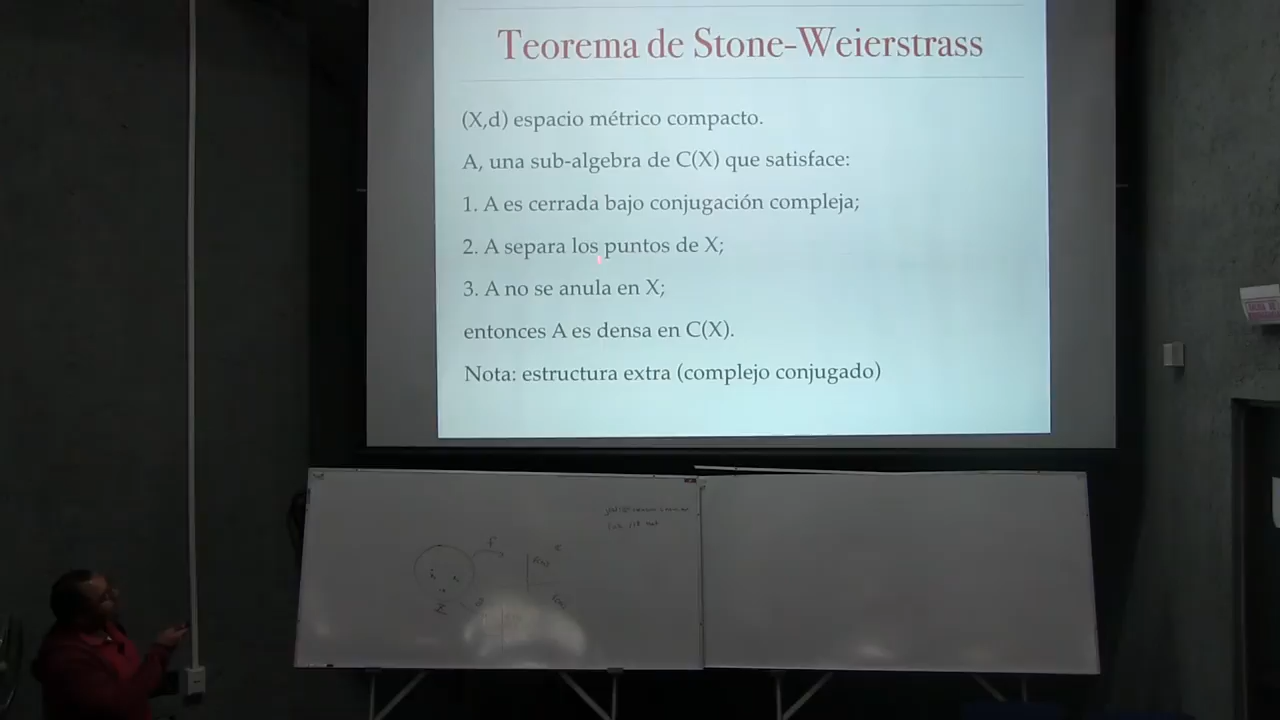 Teorema de Stone-Weierstrass
(X,d) espacio métrico compacto.
A, una sub-algebra de C(X) que satisface:
1. A es cerrada bajo conjugación compleja;
2. A separa los puntos de X;
3. A no se anula en X;
entonces A es densa en C(X).
Nota: estructura extra (complejo conjugado)
f